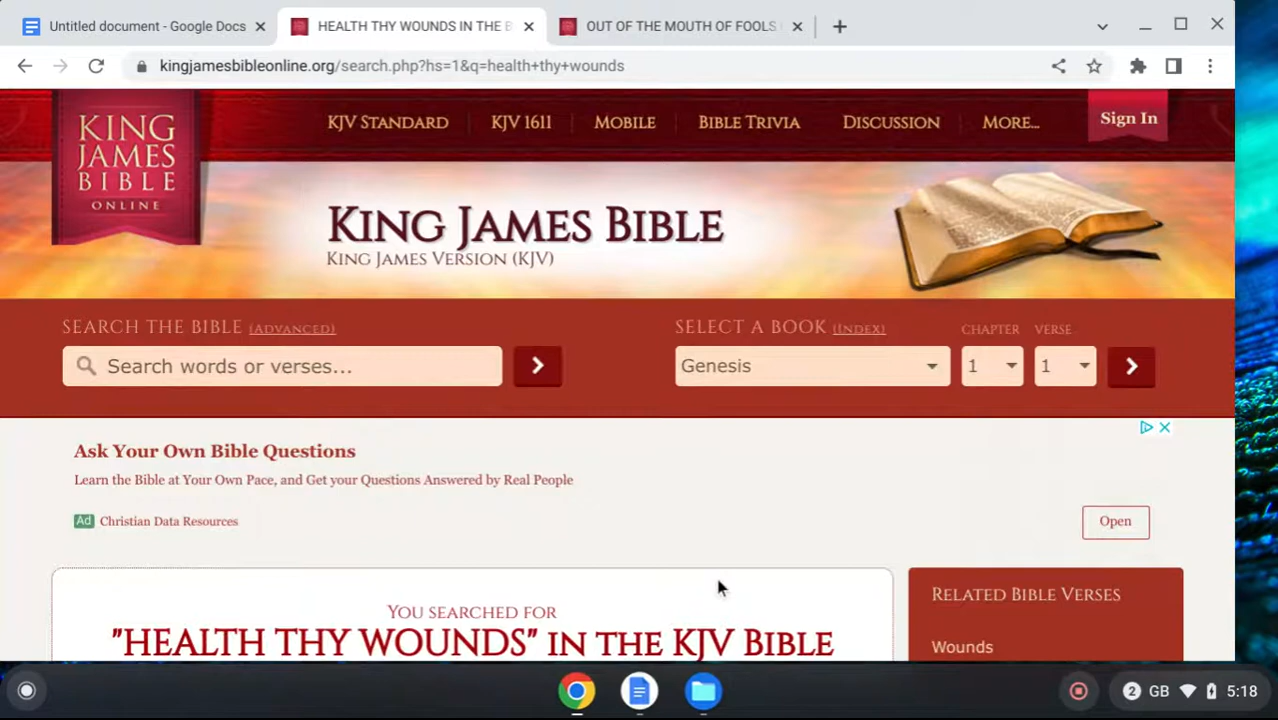 Untitled document - Google Docs
HEALTH THY WOUNDS IN THE B
OUT OF THE MOUTH OF FOOLS
kingjamesbibleonline.org/search.php?hs=1&q=health+thy+wounds
KING JAMES BIBLE ONLINE
KJV STANDARD
KJV 1611
MOBILE
BIBLE TRIVIA
DISCUSSION
MORE...
Sign In
KING JAMES BIBLE
KING JAMES VERSION (KJV)
SEARCH THE BIBLE (ADVANCED)
SELECT A BOOK (INDEX)
CHAPTER
VERSE
Search words or verses...
Genesis
1
1
Ask Your Own Bible Questions
Learn the Bible at Your Own Pace, and Get your Questions Answered by Real People
Ad Christian Data Resources
Open
YOU SEARCHED FOR
"HEALTH THY WOUNDS" IN THE KJV BIBLE
RELATED BIBLE VERSES
Wounds
2 GB 5:18